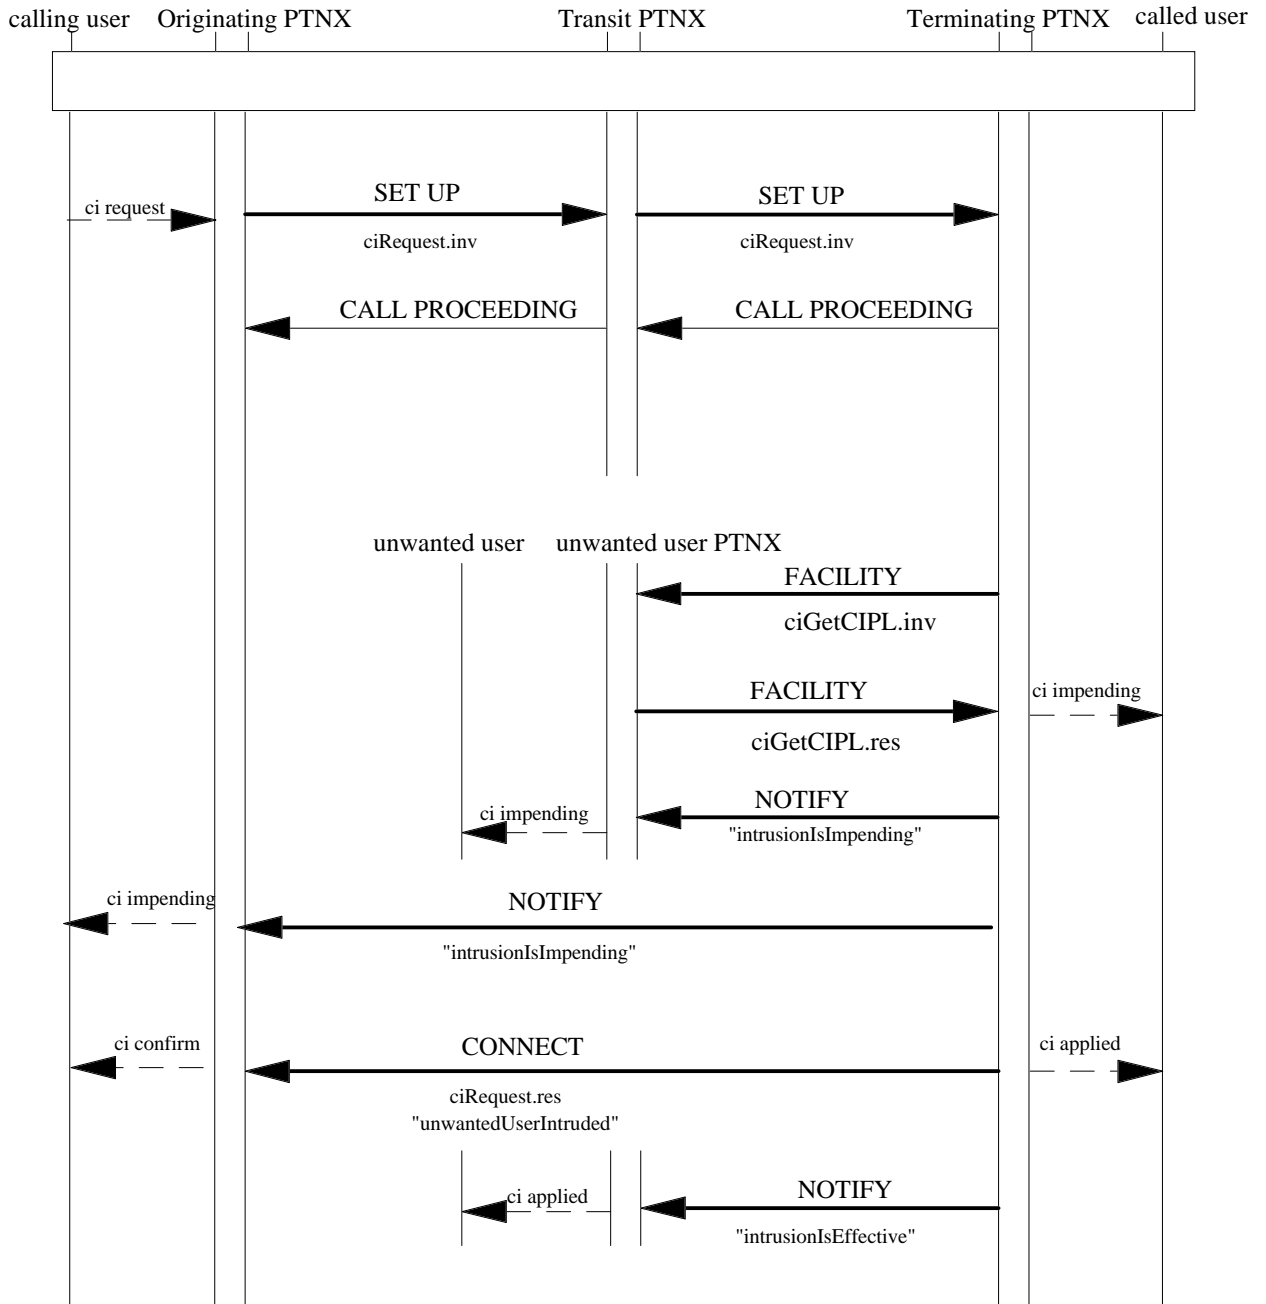 calling user
Originating PTNX
Transit PTNX
Terminating PTNX
called user
SET UP
SET UP
ci request
ciRequest.inv
ciRequest.inv
CALL PROCEEDING
CALL PROCEEDING
unwanted user
unwanted user PTNX
FACILITY
ciGetCIPL.inv
FACILITY
ci impending
ciGetCIPL.res
NOTIFY
ci impending
"intrusionIsImpending"
ci impending
NOTIFY
"intrusionIsImpending"
ci confirm
CONNECT
ci applied
ciRequest.res
"unwantedUserIntruded"
ci applied
NOTIFY
"intrusionIsEffective"